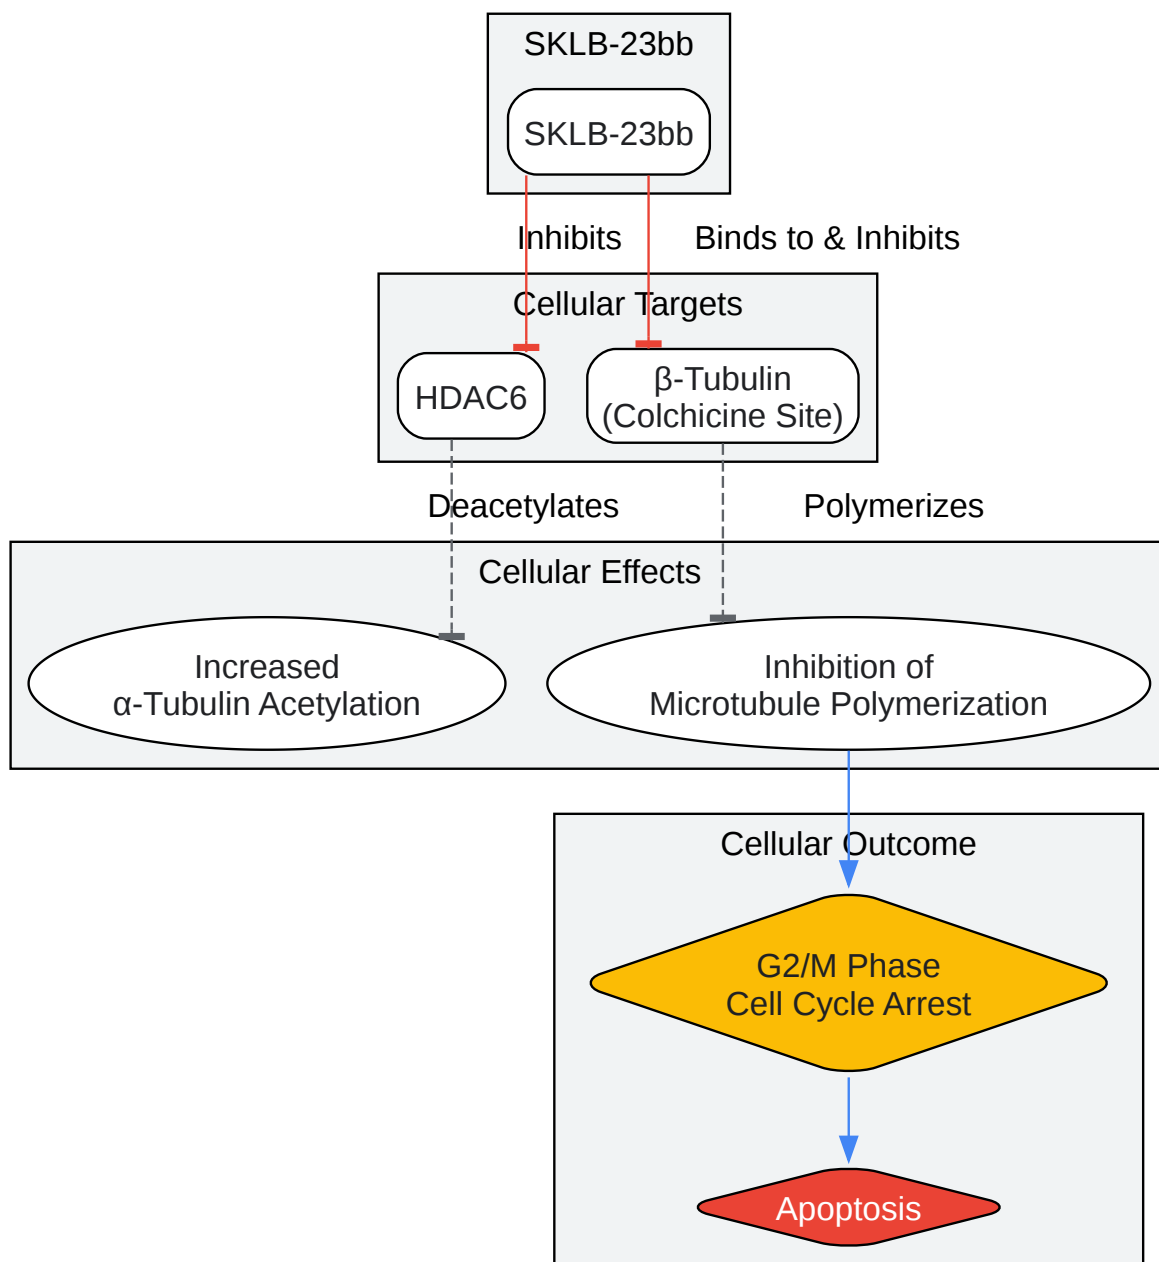 SKLB-23bb
SKLB-23bb
Inhibits
Binds to & Inhibits
Cellular Targets
HDAC6
β-Tubulin
(Colchicine Site)
Deacetylates
Polymerizes
Cellular Effects
Increased
α-Tubulin Acetylation
Inhibition of
Microtubule Polymerization
Cellular Outcome
G2/M Phase
Cell Cycle Arrest
Apoptosis